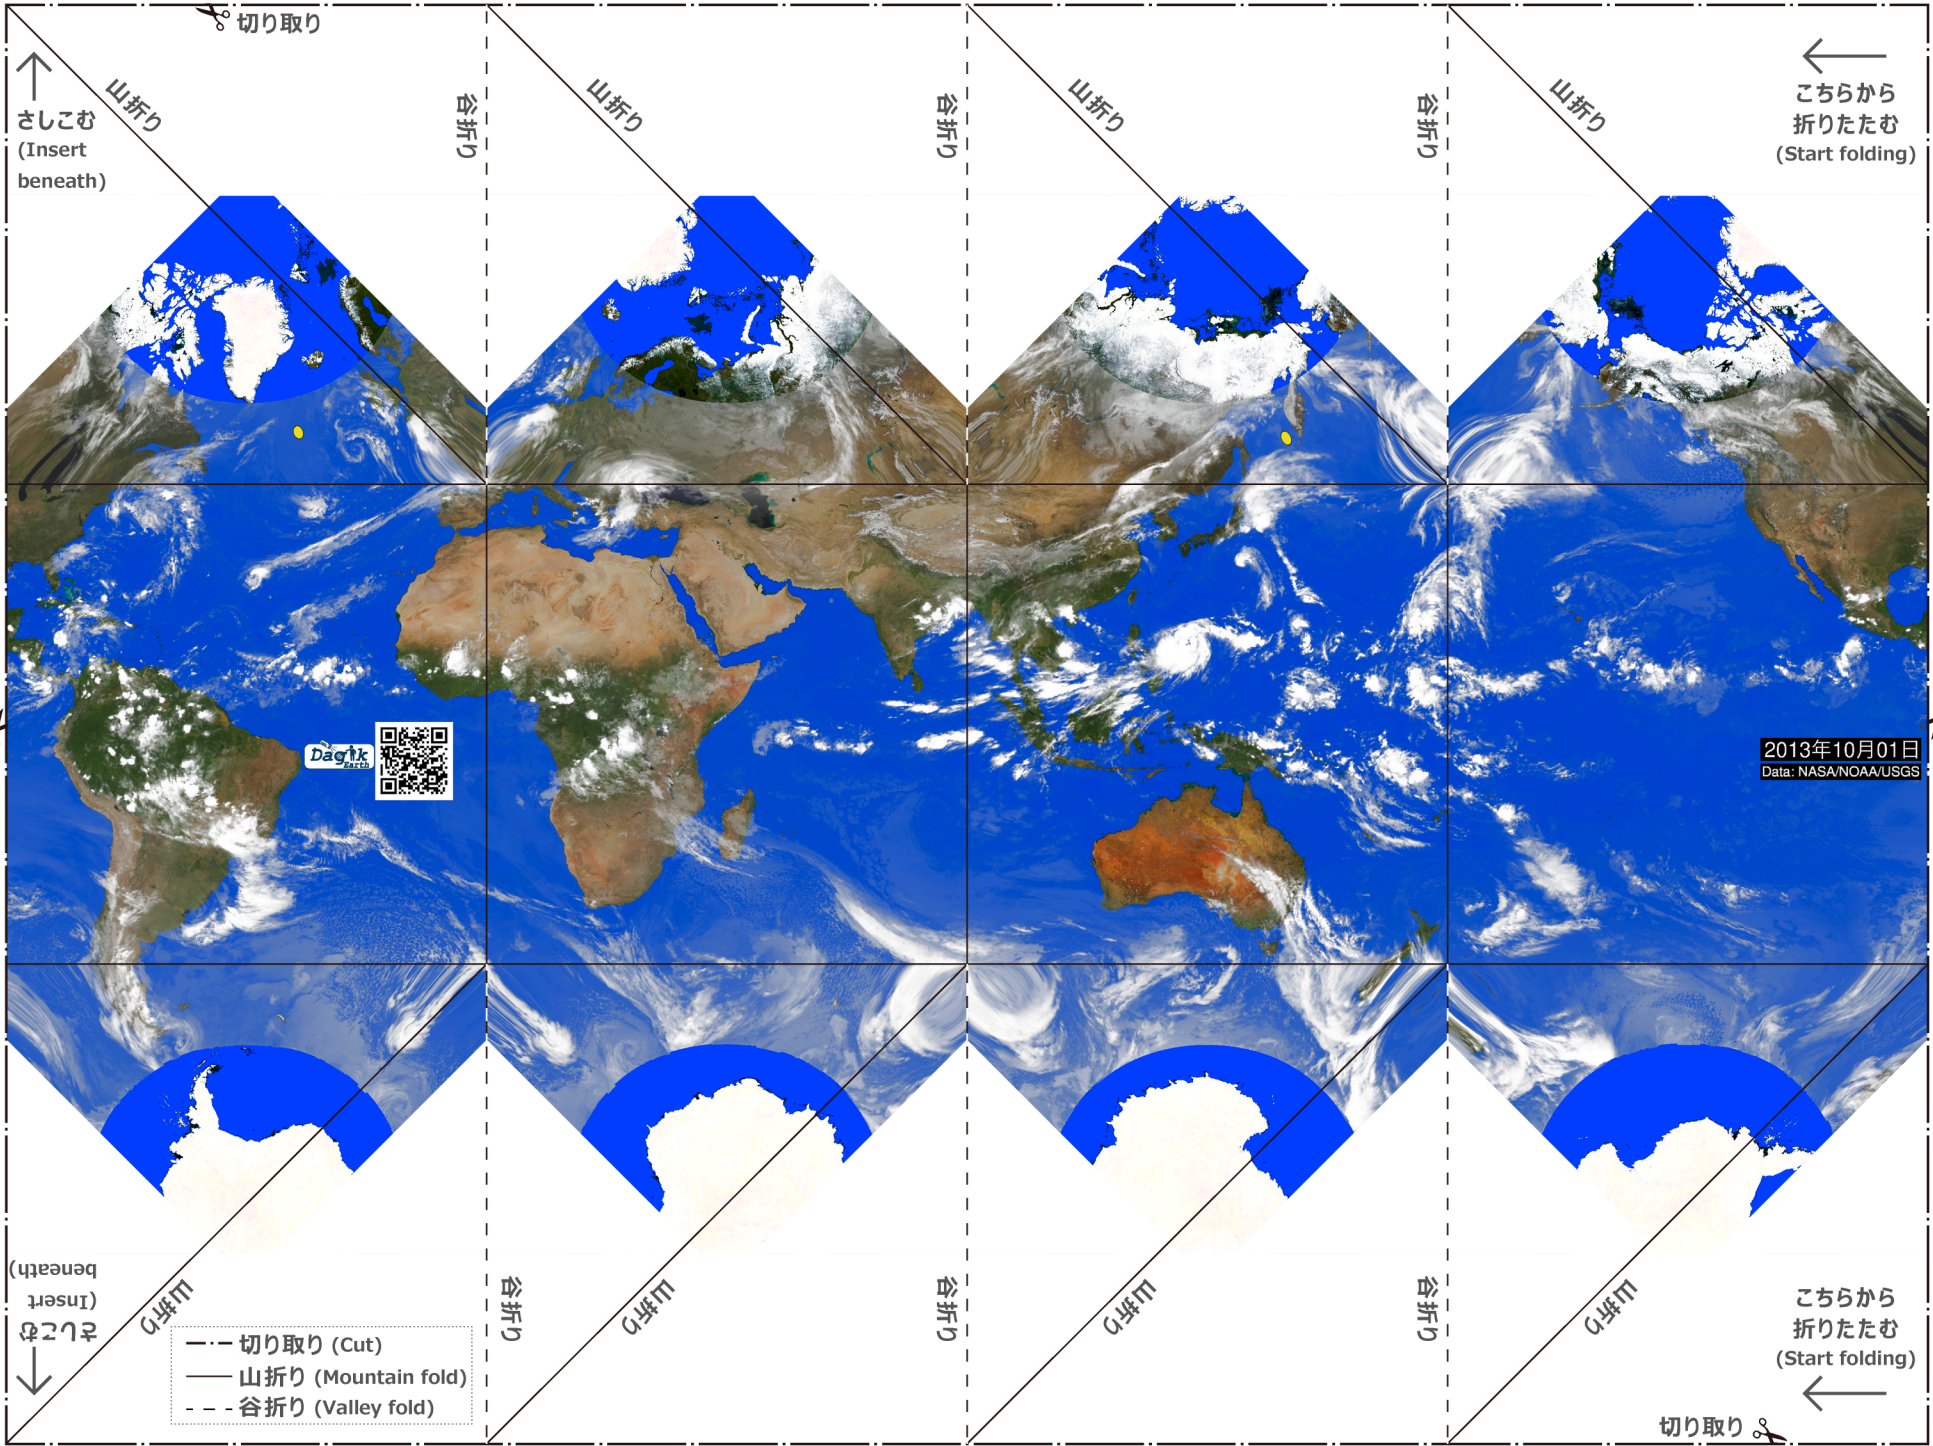 切り取り
山折り
谷折り
山折り
谷折り
山折り
谷折り
山折り
さしこむ
(Insert
beneath)
こちらから
折りたたむ
(Start folding)
Dagik
Earth
2013年10月01日
Data: NASA/NOAA/USGS
さしこむ
(Insert
beneath)
山折り
谷折り
山折り
谷折り
山折り
谷折り
山折り
こちらから
折りたたむ
(Start folding)
切り取り (Cut)
山折り (Mountain fold)
谷折り (Valley fold)
切り取り